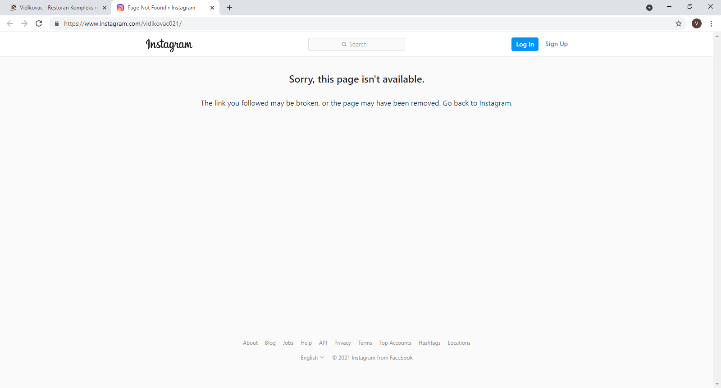 Vidikovac - Restoran Kompleks
Page Not Found • Instagram
https://www.instagram.com/vidikovac021/
V
Instagram
Search
Log In
Sign Up
Sorry, this page isn't available.
The link you followed may be broken, or the page may have been removed. Go back to Instagram.
About Blog Jobs Help API Privacy Terms Top Accounts Hashtags Locations
English © 2021 Instagram from Facebook